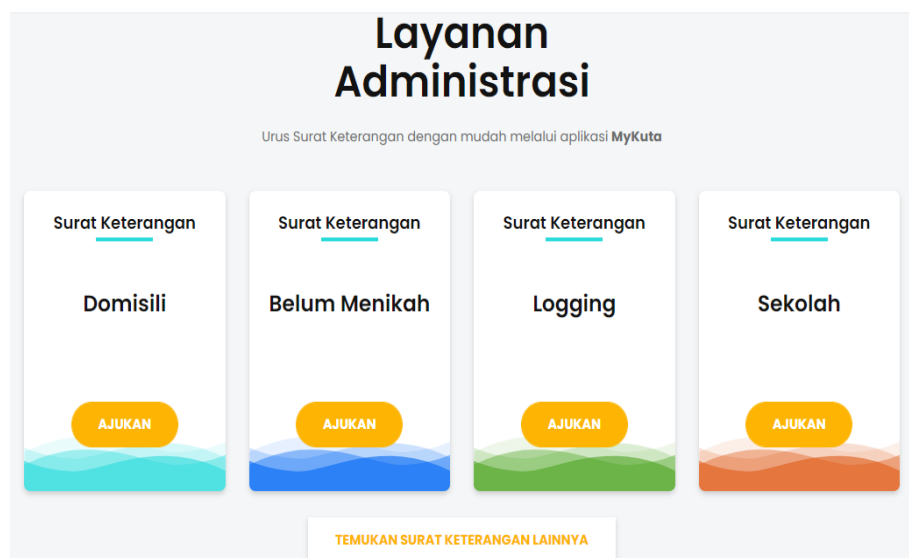 Layanan
Administrasi
Urus Surat Keterangan dengan mudah melalui aplikasi MyKuta
Surat Keterangan
Domisili
AJUKAN
Surat Keterangan
Belum Menikah
AJUKAN
Surat Keterangan
Logging
AJUKAN
Surat Keterangan
Sekolah
AJUKAN
TEMUKAN SURAT KETERANGAN LAINNYA